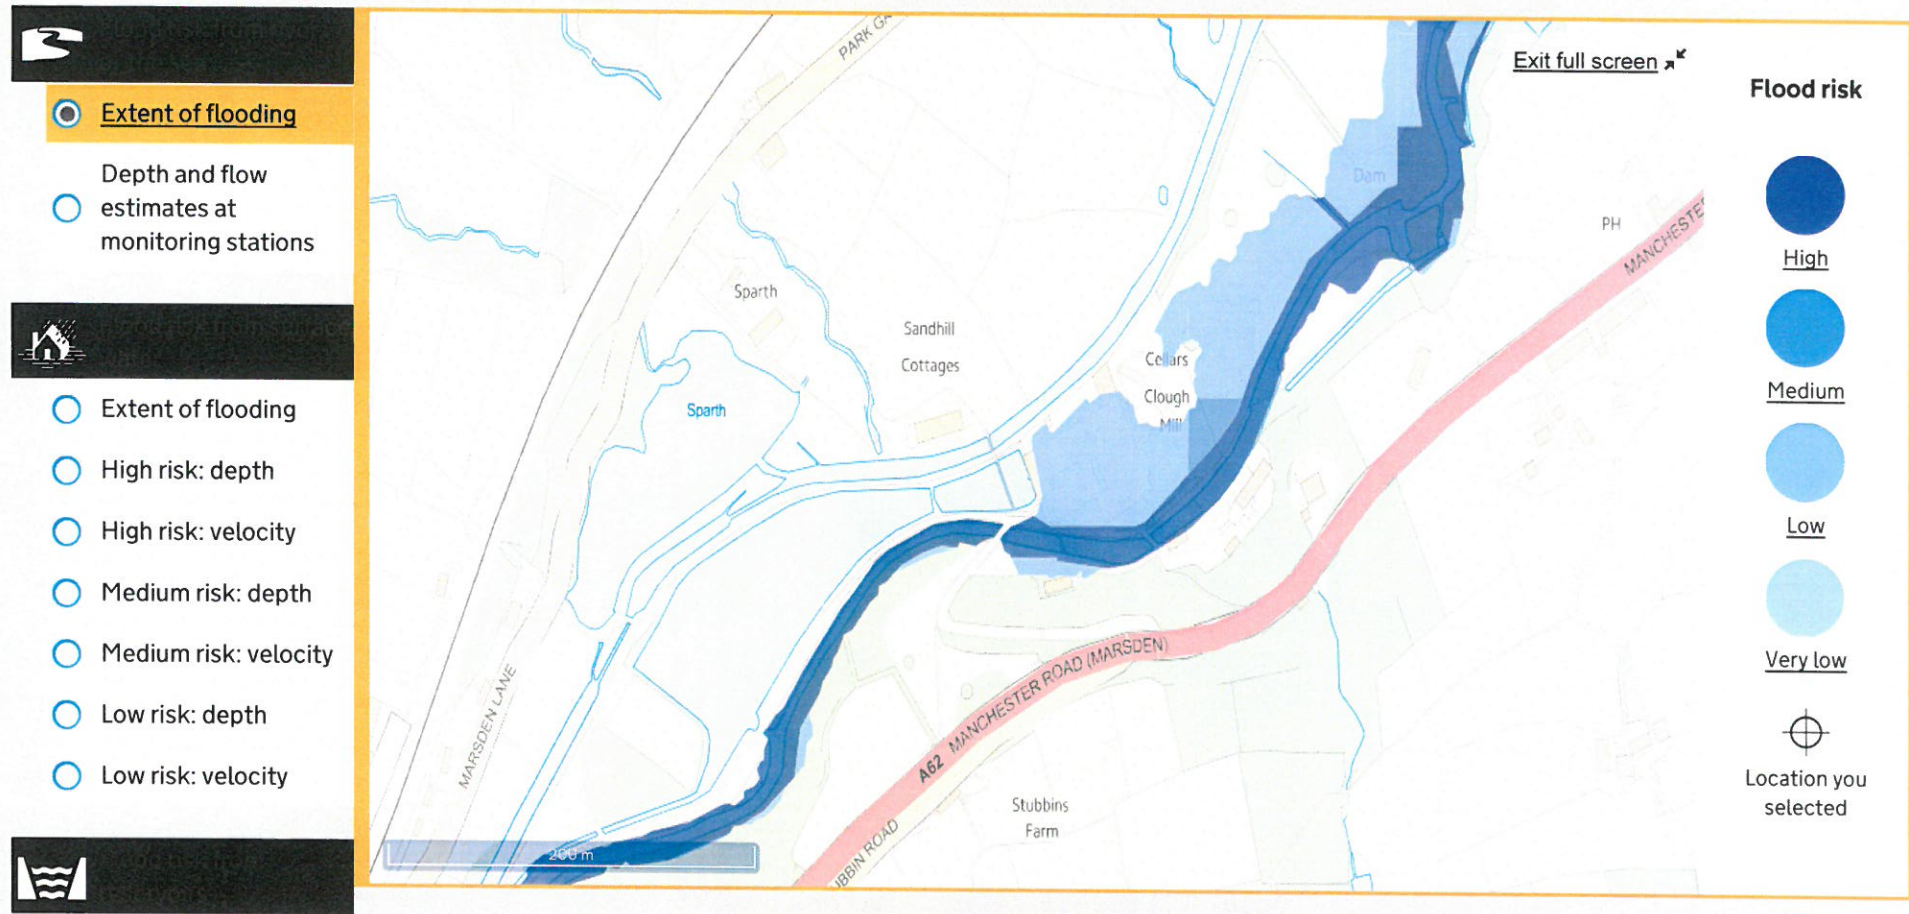 Extent of flooding
Depth and flow
estimates at
monitoring stations
Extent of flooding
High risk: depth
High risk: velocity
Medium risk: depth
Medium risk: velocity
Low risk: depth
Low risk: velocity
PARK
Exit full screen
Dam
PH
MANCHESTER
Sparth
Sandhill
Cottages
Sparth
Cellars
Clough
Mill
MARSDEN LANE
A62 MANCHESTER ROAD (MARSDEN)
Stubbins
Farm
ROAD
200 m
Flood risk
High
Medium
Low
Very low
Location you
selected